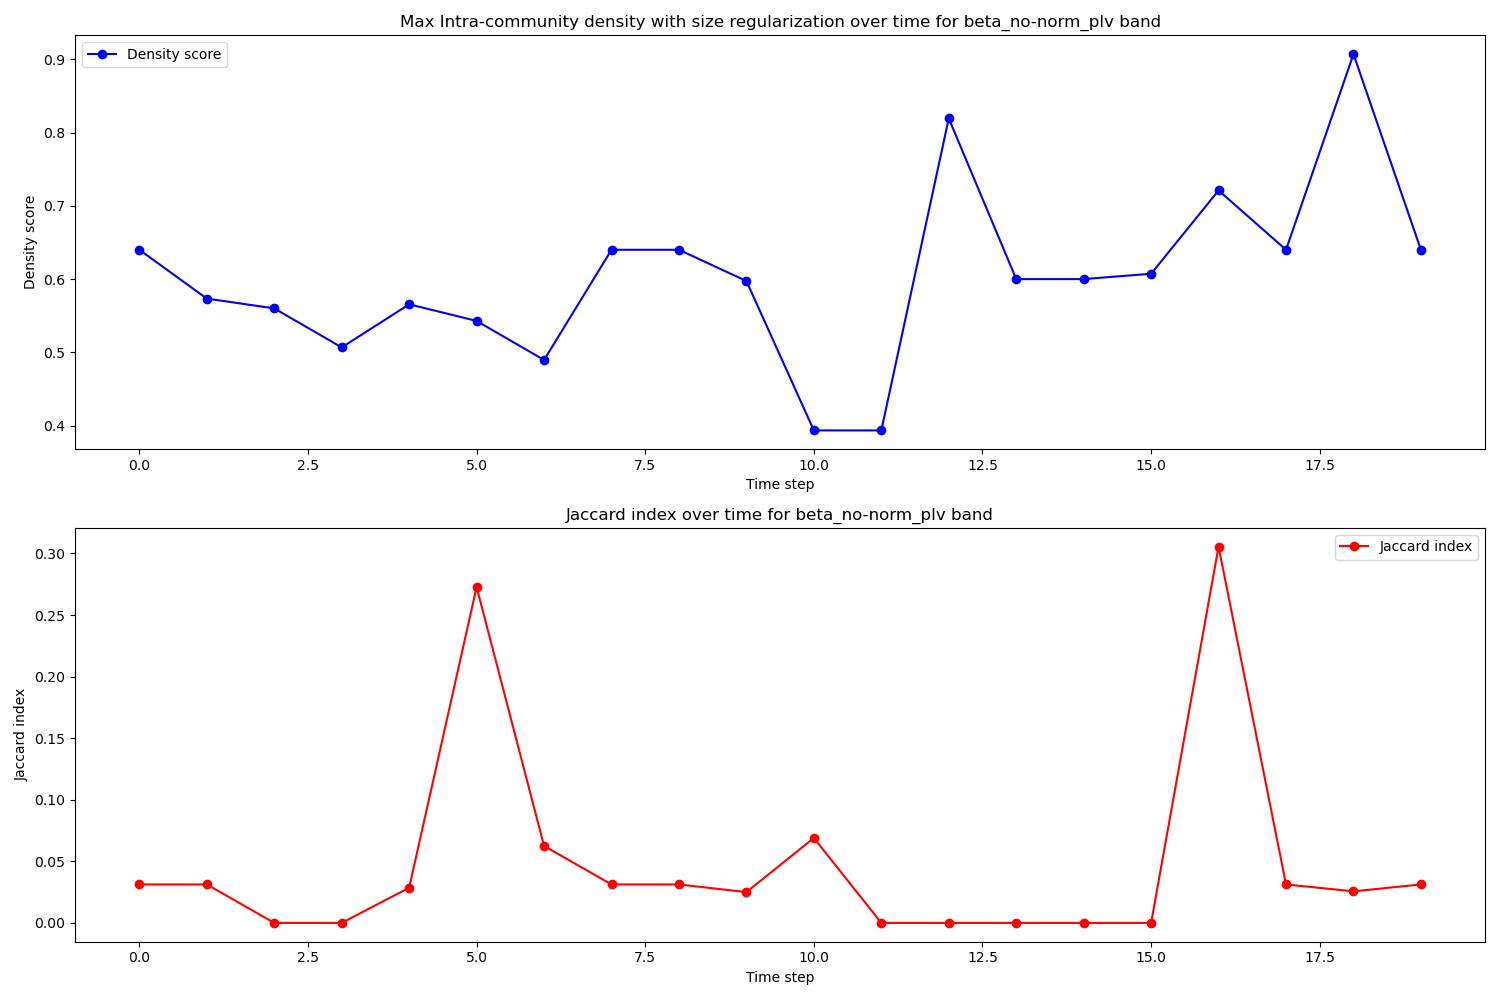 Max Intra-community density with size regularization over time for beta_no-norm_plv band
Density score
0.9
0.8
0.7
0.6
0.5
0.4
Density score
0.0 2.5 5.0 7.5 10.0 12.5 15.0 17.5
Time step
Jaccard index over time for beta_no-norm_plv band
Jaccard index
0.30
0.25
0.20
0.15
0.10
0.05
0.00
Jaccard index
0.0 2.5 5.0 7.5 10.0 12.5 15.0 17.5
Time step